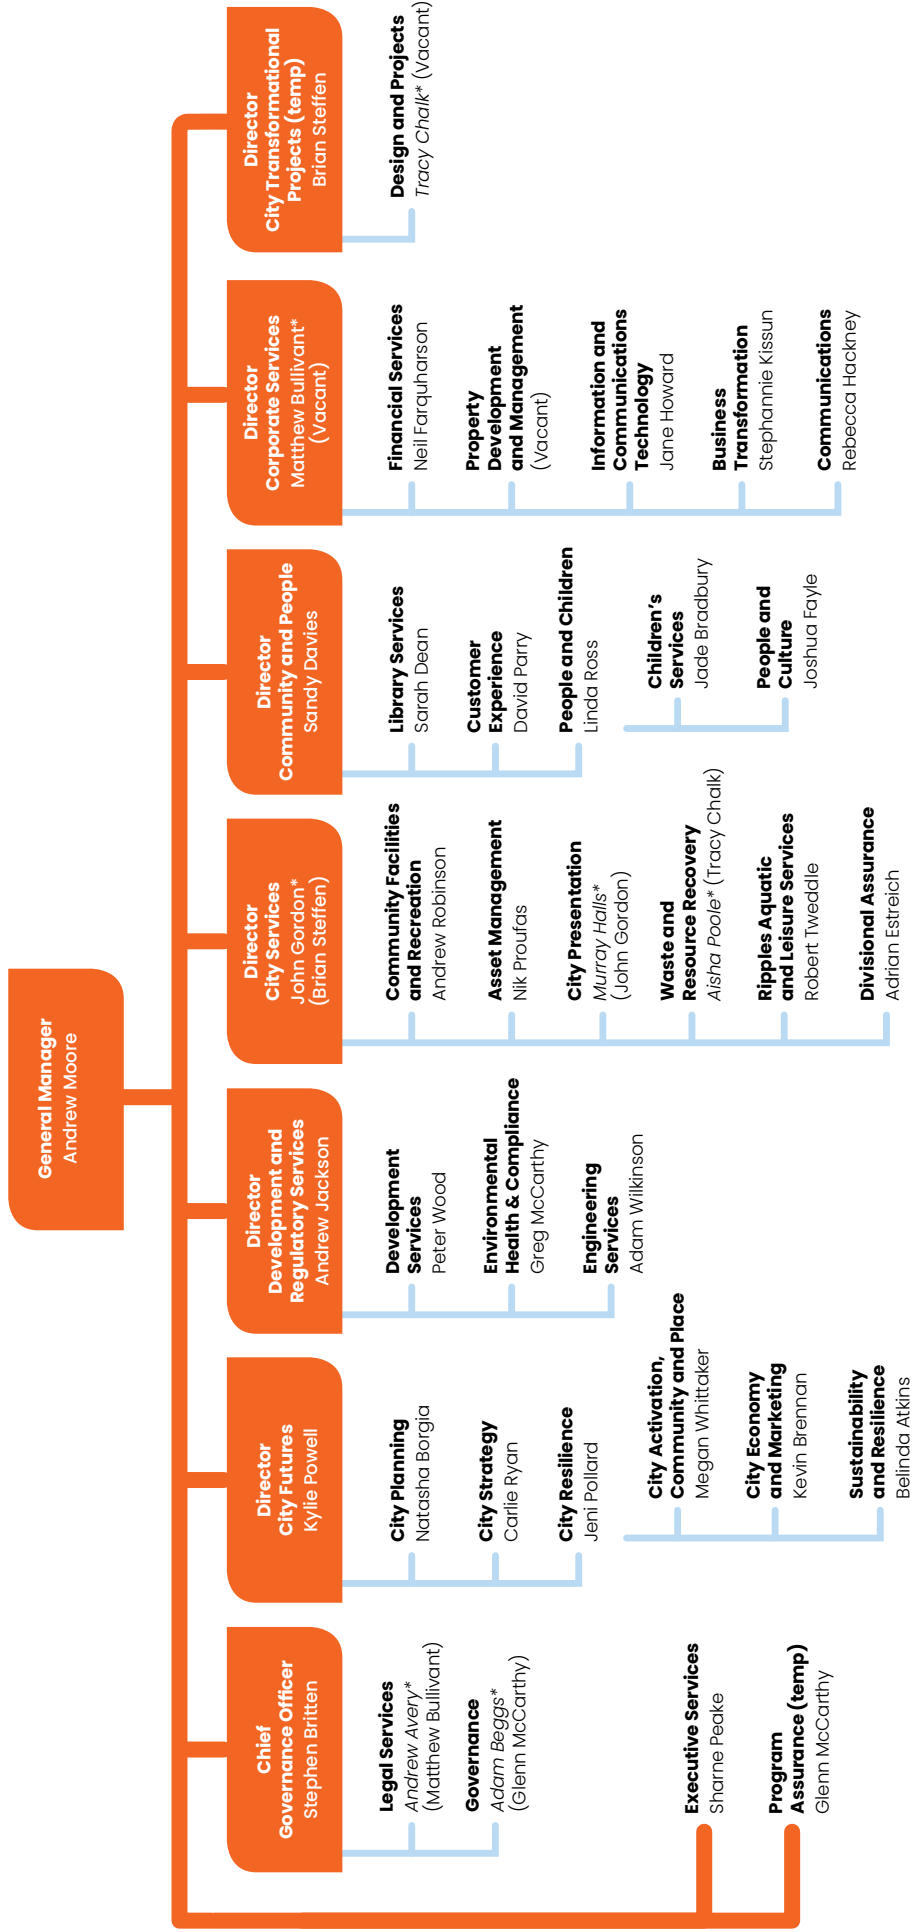 General Manager
Andrew Moore
Chief
Governance Officer
Stephen Britten
Legal Services
Andrew Avery*
(Matthew Bullivant)
Governance
Adam Beggs*
(Glenn McCarthy)
Executive Services
Sharne Peake
Program
Assurance (temp)
Glenn McCarthy
Director
City Futures
Kylie Powell
City Planning
Natasha Borgia
City Strategy
Carlie Ryan
City Resilience
Jeni Pollard
City Activation,
Community and Place
Megan Whittaker
City Economy
and Marketing
Kevin Brennan
Sustainability
and Resilience
Belinda Atkins
Director
Development and
Regulatory Services
Andrew Jackson
Development
Services
Peter Wood
Environmental
Health & Compliance
Greg McCarthy
Engineering
Services
Adam Wilkinson
Director
City Services
John Gordon*
(Brian Steffen)
Community Facilities
and Recreation
Andrew Robinson
Asset Management
Nik Proufas
City Presentation
Murray Halls*
(John Gordon)
Waste and
Resource Recovery
Aisha Poole* (Tracy Chalk)
Ripples Aquatic
and Leisure Services
Robert Tweddle
Divisional Assurance
Adrian Estreich
Director
Community and People
Sandy Davies
Library Services
Sarah Dean
Customer
Experience
David Parry
People and Children
Linda Ross
Children's
Services
Jade Bradbury
People and
Culture
Joshua Fayle
Director
Corporate Services
Matthew Bullivant*
(Vacant)
Financial Services
Neil Farquharson
Property
Development
and Management
(Vacant)
Information and
Communications
Technology
Jane Howard
Business
Transformation
Stephannie Kissun
Communications
Rebecca Hackney
Director
City Transformational
Projects (temp)
Brian Steffen
Design and Projects
Tracy Chalk* (Vacant)